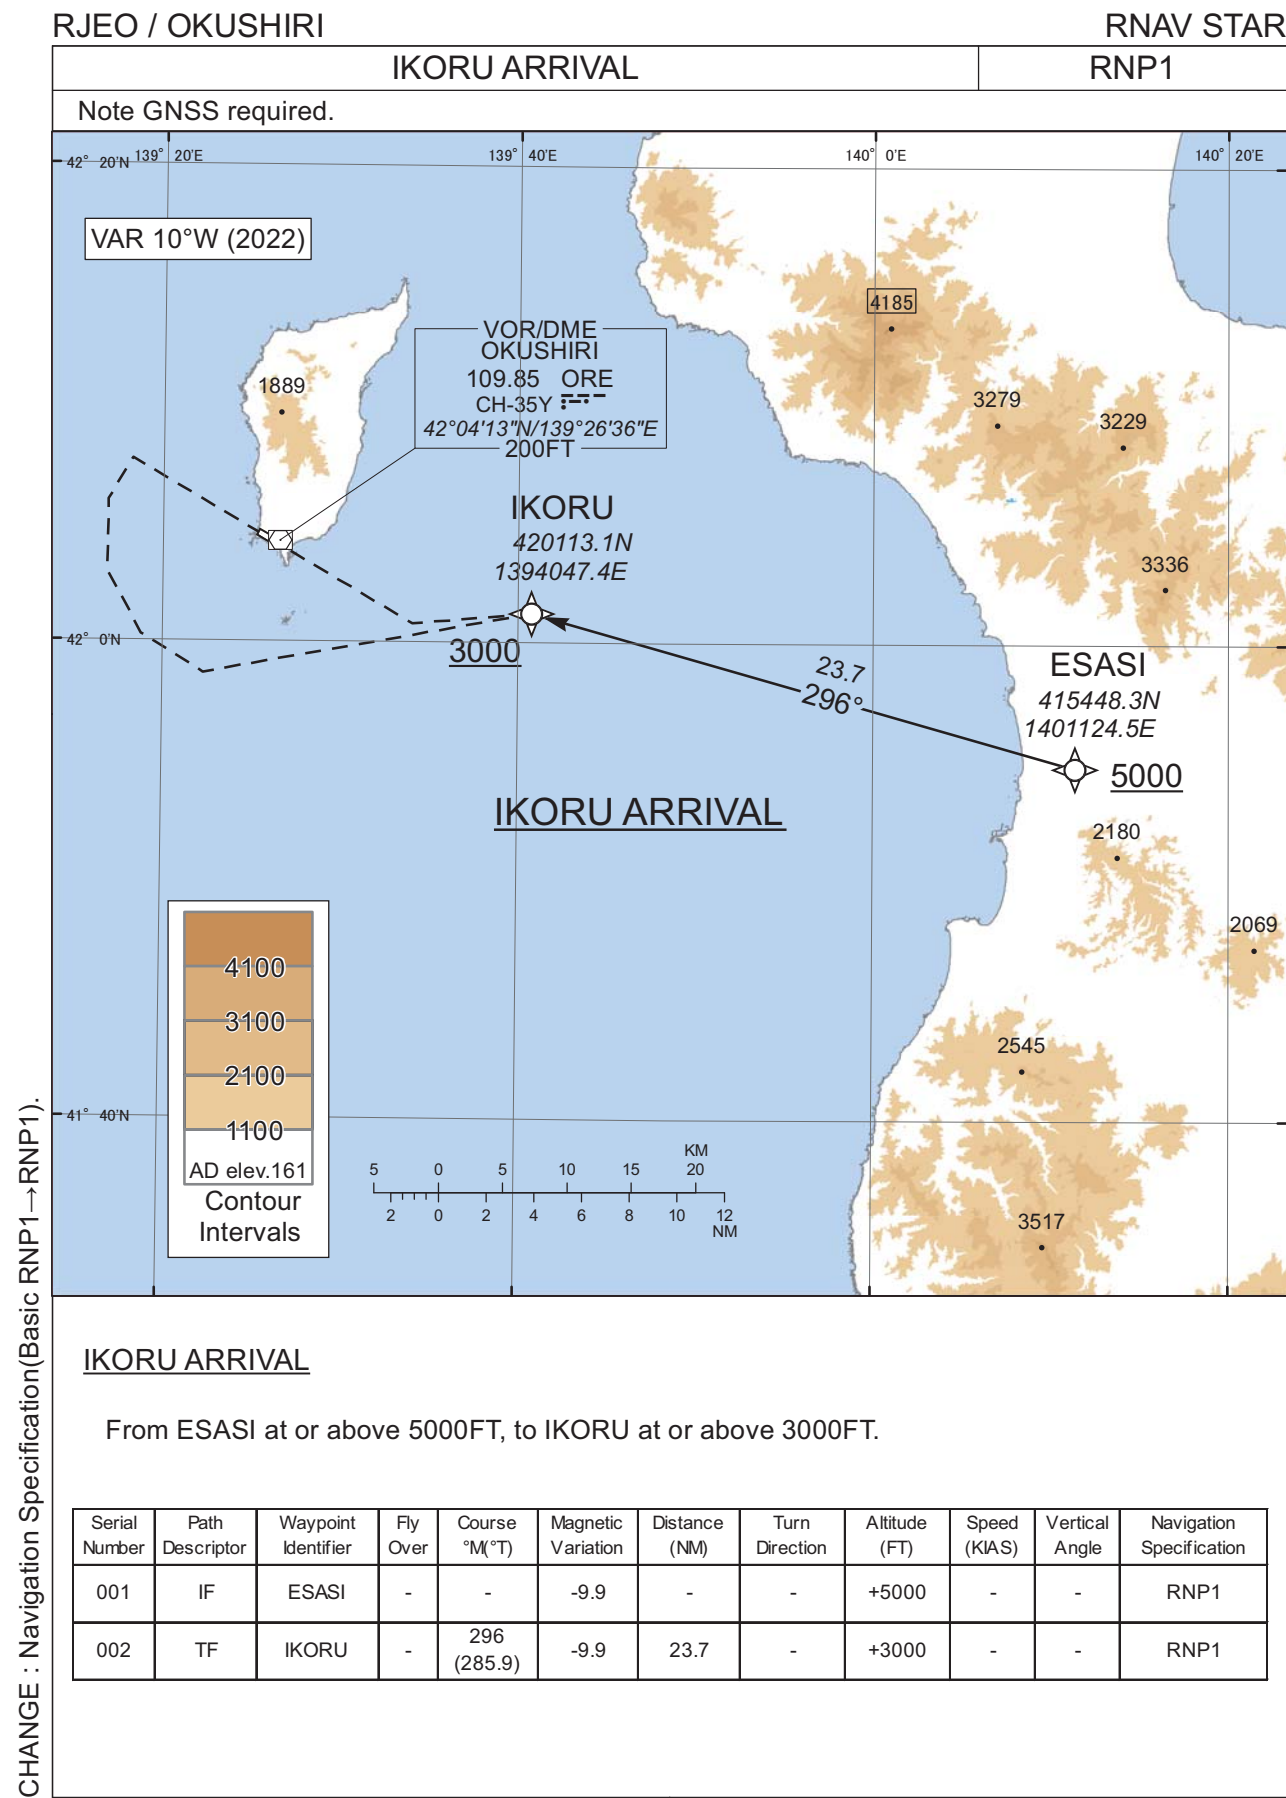 RJEO / OKUSHIRI
RNAV STAR
IKORU ARRIVAL
RNP1
Note GNSS required.
42° 20'N
139° 20'E
139° 40'E
140° 0'E
140° 20'E
VAR 10°W (2022)
4185
VOR/DME
OKUSHIRI
109.85 ORE
CH-35Y
42°04'13"N/139°26'36"E
200FT
1889
3279
3229
IKORU
420113.1N
1394047.4E
3336
42° 0'N
3000
23.7
296°
ESASI
415448.3N
1401124.5E
5000
IKORU ARRIVAL
2180
2069
4100
3100
2100
1100
AD elev.161
Contour
Intervals
2545
41° 40'N
KM
5 0 5 10 15 20
2 0 2 4 6 8 10 12
NM
3517
IKORU ARRIVAL
From ESASI at or above 5000FT, to IKORU at or above 3000FT.
Serial Number | Path Descriptor | Waypoint Identifier | Fly Over | Course °M(°T) | Magnetic Variation | Distance (NM) | Turn Direction | Altitude (FT) | Speed (KIAS) | Vertical Angle | Navigation Specification
001 | IF | ESASI | - | - | -9.9 | - | - | +5000 | - | - | RNP1
002 | TF | IKORU | - | 296 (285.9) | -9.9 | 23.7 | - | +3000 | - | - | RNP1
CHANGE : Navigation Specification(Basic RNP1→RNP1).